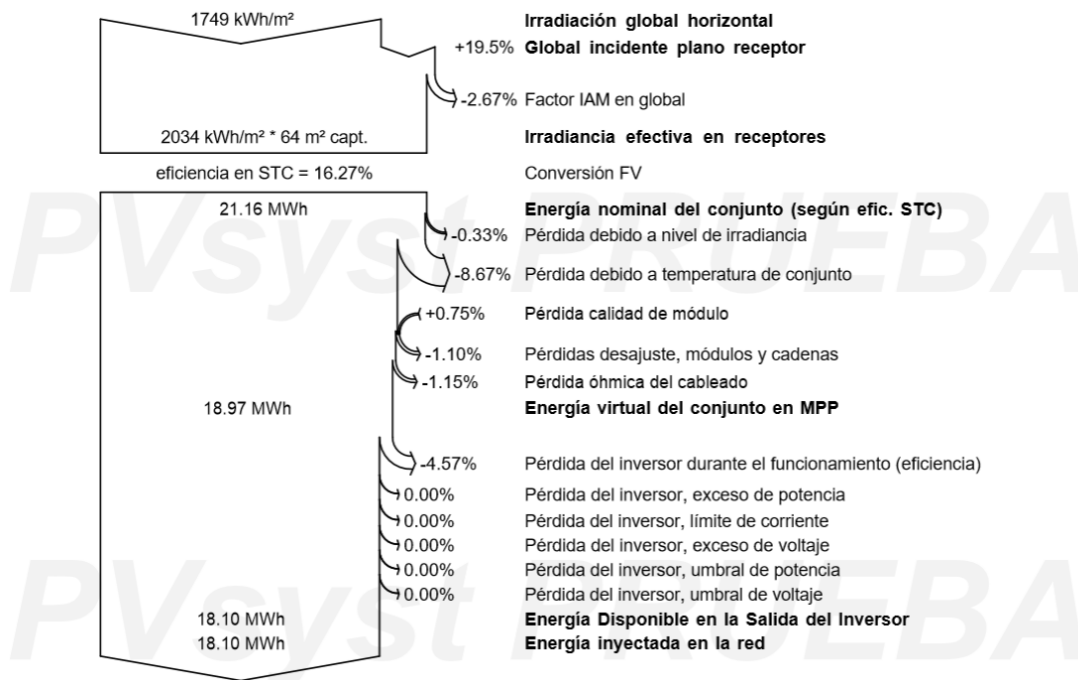 1749 kWh/m² Irradiación global horizontal
+19.5% Global incidente plano receptor
-2.67% Factor IAM en global
2034 kWh/m² * 64 m² capt. Irradiancia efectiva en receptores
eficiencia en STC = 16.27% Conversión FV
21.16 MWh Energía nominal del conjunto (según efic. STC)
-0.33% Pérdida debido a nivel de irradiancia
PVsyst PRUEBA
-8.67% Pérdida debido a temperatura de conjunto
+0.75% Pérdida calidad de módulo
-1.10% Pérdidas desajuste, módulos y cadenas
-1.15% Pérdida óhmica del cableado
18.97 MWh Energía virtual del conjunto en MPP
-4.57% Pérdida del inversor durante el funcionamiento (eficiencia)
0.00% Pérdida del inversor, exceso de potencia
0.00% Pérdida del inversor, límite de corriente
0.00% Pérdida del inversor, exceso de voltaje
0.00% Pérdida del inversor, umbral de potencia
0.00% Pérdida del inversor, umbral de voltaje
PVsyst PRUEBA
18.10 MWh Energía Disponible en la Salida del Inversor
18.10 MWh Energía inyectada en la red